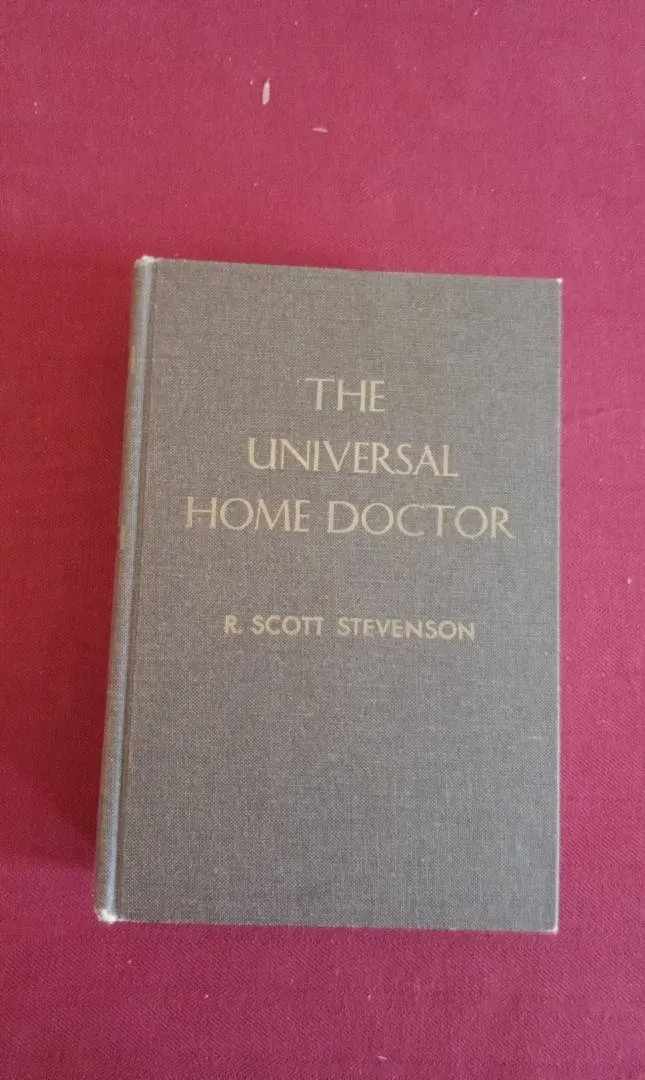 THE
UNIVERSAL
HOME DOCTOR
R. SCOTT STEVENSON